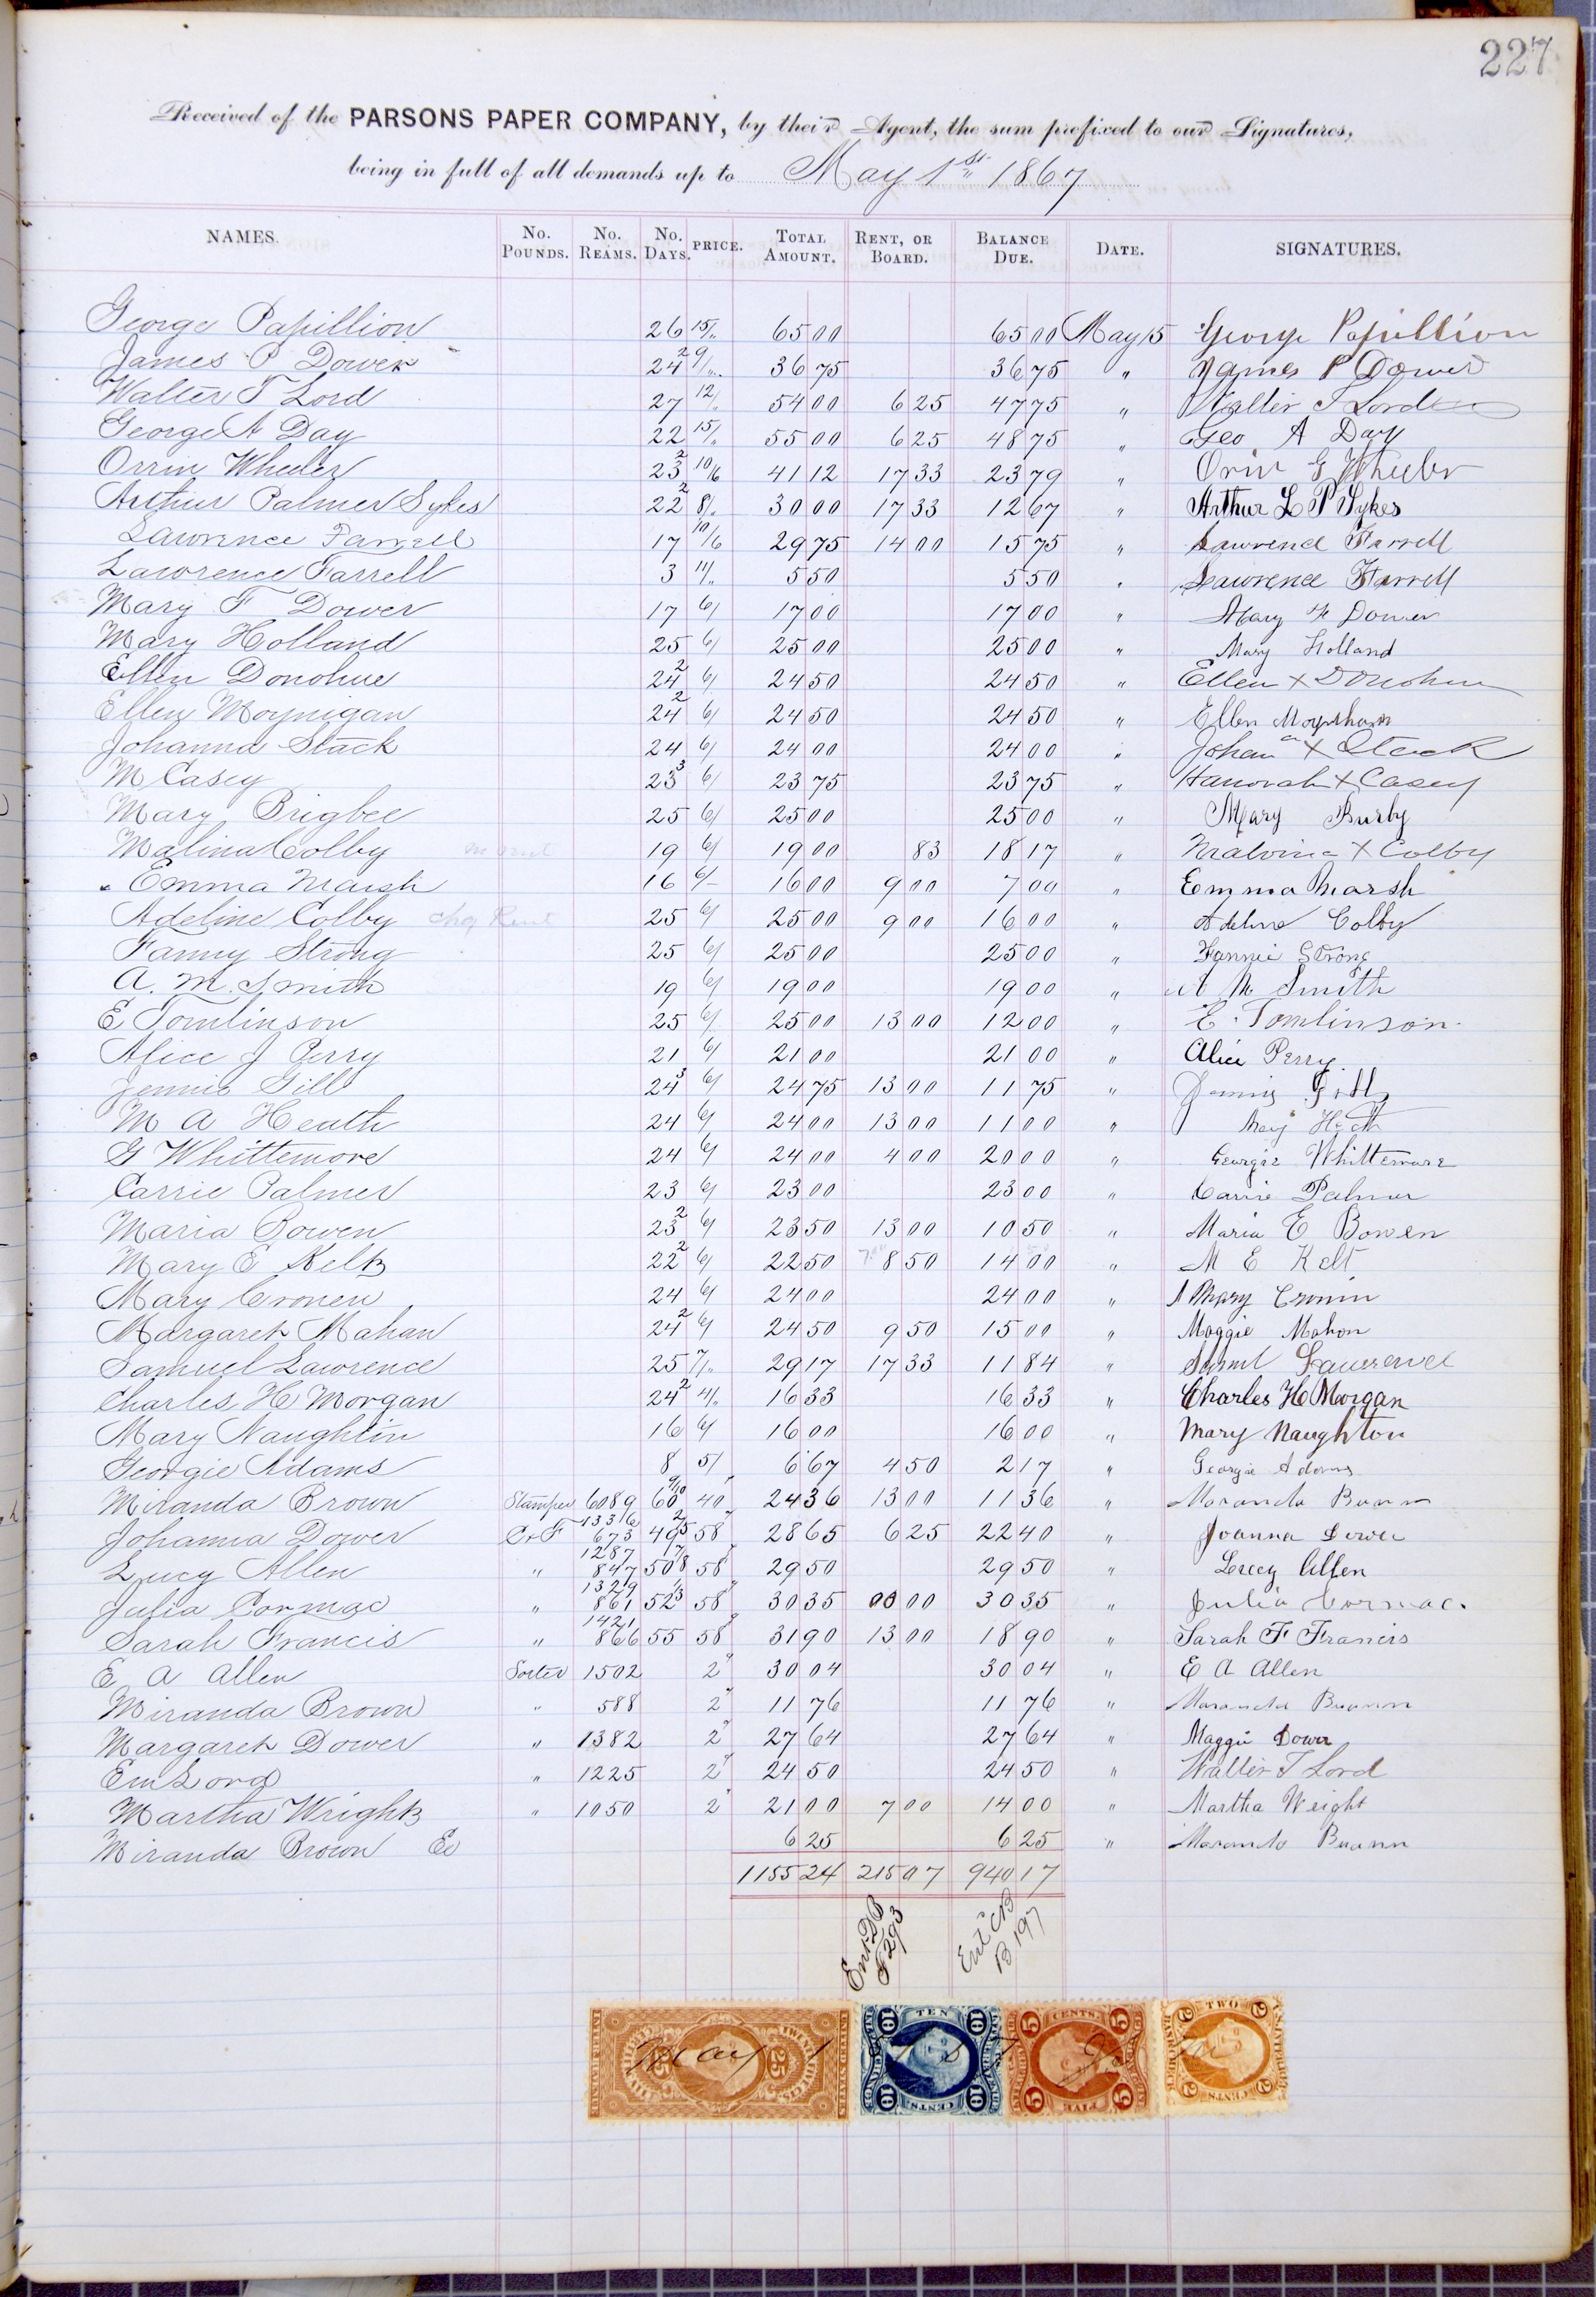 227
Received of the PARSONS PAPER COMPANY, by their Agent, the sum prefixed to our Signatures,
being in full of all demands up to May 1st 1867
NAMES. No. POUNDS. No. REAMS. No. DAYS. PRICE. TOTAL AMOUNT. RENT, OR BOARD. BALANCE DUE. DATE. SIGNATURES.
George Papillion 26 15/" 65 00 65 00 May 15 George Papillion
James P Dower 24 2 9/" 36 75 36 75 " James P Dower
Walter T Lord 27 12/" 54 00 6 25 47 75 " Walter T Lord
George A Day 22 15/" 55 00 6 25 48 75 " Geo A Day
Orrin Wheeler 23 2 10/6 41 12 17 33 23 79 " Orin G Wheeler
Arthur Palmer Sykes 22 2 8/" 30 00 17 33 12 67 " Arthur L P Sykes
Lawrence Farrell 17 10/6 29 75 14 00 15 75 " Lawrence Farrell
Lawrence Farrell 3 11/" 5 50 5 50 " Lawrence Farrell
Mary F Dower 17 6/ 17 00 17 00 " Mary F Dower
Mary Holland 25 6/ 25 00 25 00 " Mary Holland
Ellen Donohue 24 2 6/ 24 50 24 50 " Ellen X Donohue
Ellen Moynigan 24 2 6/ 24 50 24 50 " Ellen
Johanna Stack 24 6/ 24 00 24 00 " Johanna X Stack
M Casey 23 3 6/ 23 75 23 75 " Hanorah X Casey
Mary Brigbee 25 6/ 25 00 25 00 " Mary Burby
Malina Colby 19 6/ 19 00 83 18 17 " Malvina X Colby
Emma Marsh 16 6/ 16 00 9 00 7 00 " Emma Marsh
Adeline Colby chg Rent 25 6/ 25 00 9 00 16 00 " Adeline Colby
Fanny Strong 25 6/ 25 00 25 00 " Fannie Strong
A. M. Smith 19 6/ 19 00 19 00 " A M Smith
E Tomlinson 25 6/ 25 00 13 00 12 00 " E. Tomlinson.
Alice J Perry 21 6/ 21 00 21 00 " Alice Perry
Jennie Gill 24 3 6/ 24 75 13 00 11 75 " Jennie Gill
M A Heath 24 6/ 24 00 13 00 11 00 " Mary Heath
G Whittemore 24 6/ 24 00 4 00 20 00 " Georgie Whittemore
Carrie Palmer 23 6/ 23 00 23 00 " Carrie Palmer
Maria Bowen 23 2 6/ 23 50 13 00 10 50 " Maria E Bowen
Mary E Kelt 22 2 6/ 22 50 8 50 14 00 " M E Kelt
Mary Cronen 24 6/ 24 00 24 00 " Mary Cronin
Margaret Mahan 24 2 6/ 24 50 9 50 15 00 " Maggie Mahon
Samuel Lawrence 25 7/" 29 17 17 33 11 84 " Saml Lawrence
Charles H Morgan 24 2 4/" 16 33 16 33 " Charles H Morgan
Mary Naughtin 16 6/ 16 00 16 00 " Mary Naughton
Georgie Adams 8 5/ 6 67 4 50 2 17 " Georgie Adams
Miranda Brown Stamper 6089 60 9/10 40 24 36 13 00 11 36 " Maranda Buann
Johanna Dower C+F 1336 673 49 2/5 58 28 65 6 25 22 40 " Joanna Dower
Lucy Allen " 1287 847 50 7/8 58 29 50 29 50 " Lucy Allen
Julia Cormac " 1329 861 52 1/3 58 30 35 00 00 30 35 " Julia Cormac.
Sarah Francis " 1421 866 55 58 31 90 13 00 18 90 " Sarah F Francis
E A Allen Sorter 1502 2 30 04 30 04 " E A Allen
Miranda Brown " 588 2 11 76 11 76 " Maranda Buann
Margaret Dower " 1382 2 27 64 27 64 " Maggie Dower
Em Lord " 1225 2 24 50 24 50 " Walter T Lord
Martha Wright " 1050 2 21 00 7 00 14 00 " Martha Wright
Miranda Brown 6 25 6 25 " Maranda Buann
1155 24 215 07 940 17
Ent. DB F 293
Ent CB B 197
UNITED STATES 25 TWENTY FIVE CTS. 25 May 1
TEN 10 CENTS
CENTS. 5 FIVE
TWO 2 CENTS